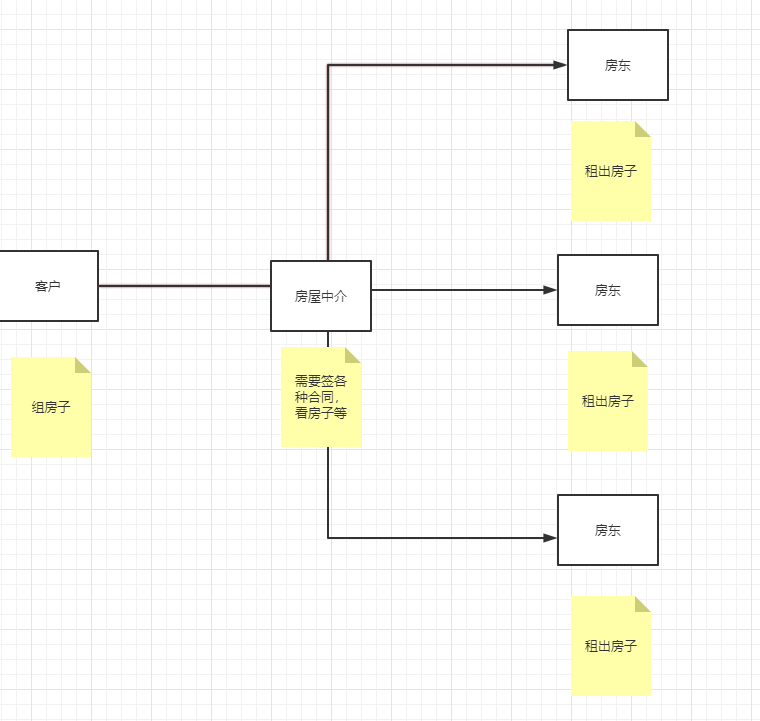 房东
租出房子
客户
房屋中介
房东
组房子
需要签各
种合同，
看房子等
租出房子
房东
租出房子